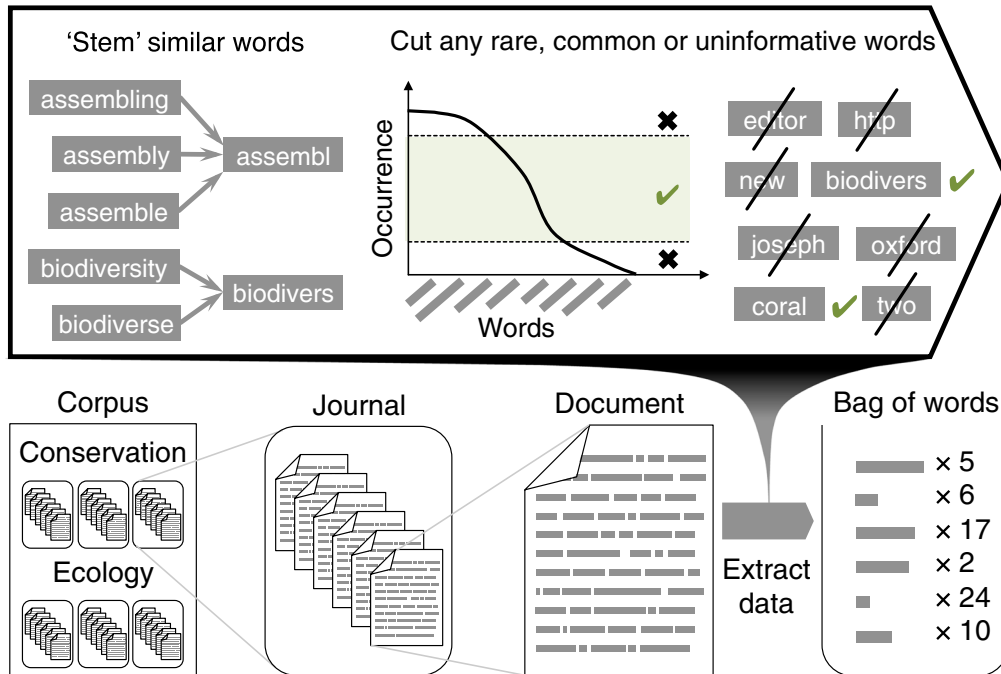 ‘Stem’ similar words
assembling
assembly
assemble
assembl
biodiversity
biodiverse
biodivers
Cut any rare, common or uninformative words
Occurrence
Words
editor
http
new
biodivers
joseph
oxford
coral
two
Corpus
Conservation
Ecology
Journal
Document
Extract
data
Bag of words
× 5
× 6
× 17
× 2
× 24
× 10